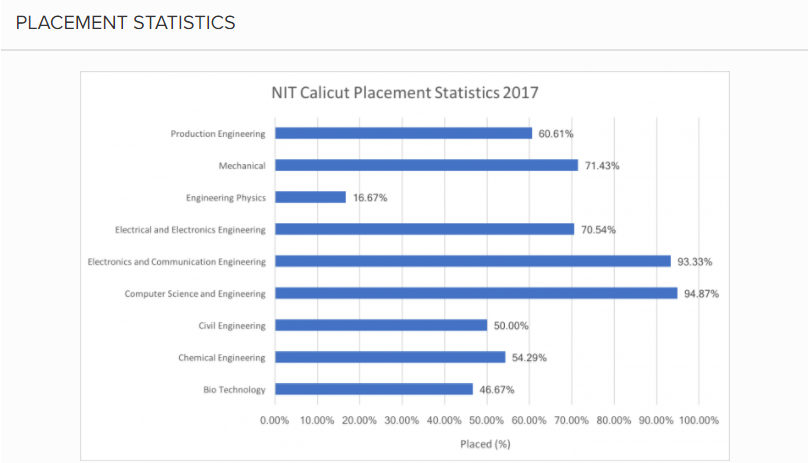 PLACEMENT STATISTICS
NIT Calicut Placement Statistics 2017
Production Engineering 60.61%
Mechanical 71.43%
Engineering Physics 16.67%
Electrical and Electronics Engineering 70.54%
Electronics and Communication Engineering 93.33%
Computer Science and Engineering 94.87%
Civil Engineering 50.00%
Chemical Engineering 54.29%
Bio Technology 46.67%
0.00% 10.00% 20.00% 30.00% 40.00% 50.00% 60.00% 70.00% 80.00% 90.00% 100.00%
Placed (%)